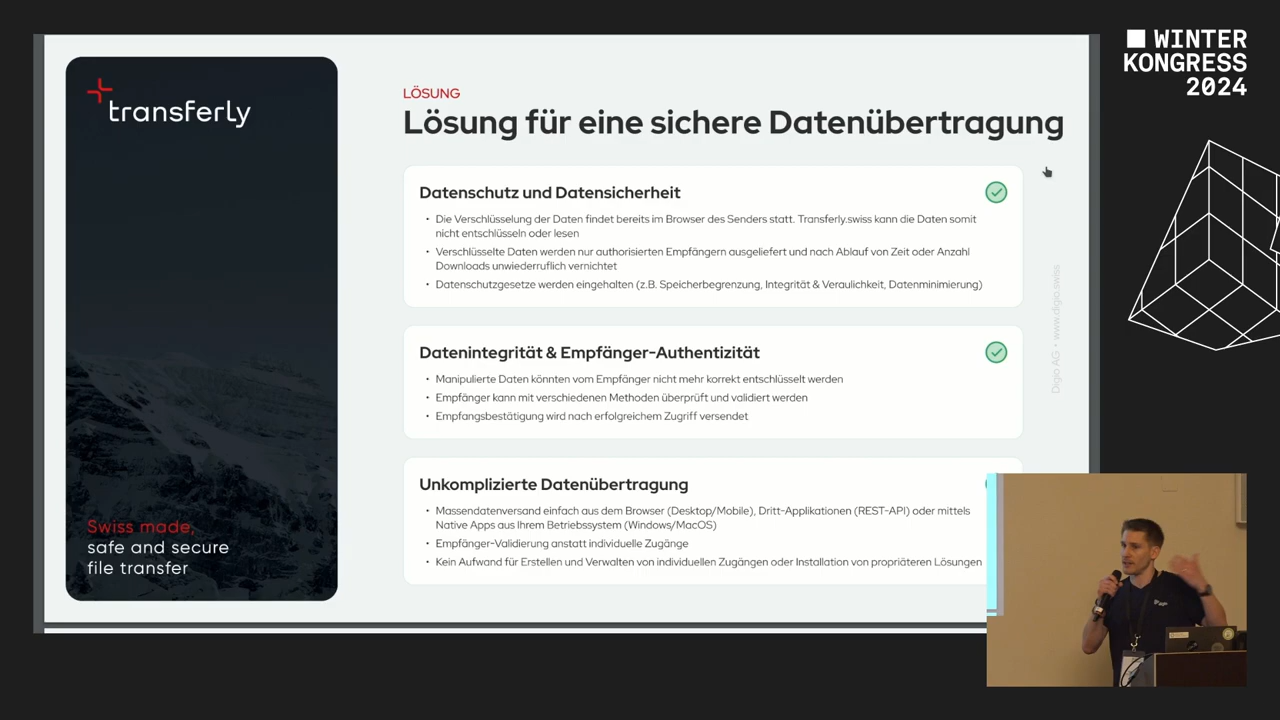 WINTER
KONGRESS
2024
transferly
LÖSUNG
Lösung für eine sichere Datenübertragung
Datenschutz und Datensicherheit
• Die Verschlüsselung der Daten findet bereits im Browser des Senders statt. Transferly.swiss kann die Daten somit
nicht entschlüseln oder lesen
• Verschlüsselte Daten werden nur authorisierten Empfängern ausgeliefert und nach Ablauf von Zeit oder Anzahl
Downloads unwiederruflich vernichtet
• Datenschutzgesetze werden eingehalten (z.B. Speicherbegrenzung, Integrität & Veraulichkeit, Datenminimierung)
Datenintegrität & Empfänger-Authentizität
• Manipulierte Daten könnten vom Empfänger nicht mehr korrekt entschlüsselt werden
• Empfänger kann mit verschiedenen Methoden überprüft und validiert werden
• Empfangsbestätigung wird nach erfolgreichem Zugriff versendet
Unkomplizierte Datenübertragung
• Massendatenversand einfach aus dem Browser (Desktop/Mobile), Dritt-Applikationen (REST-API) oder mittels
Native Apps aus Ihrem Betriebssystem (Windows/MacOS)
• Empfänger-Validierung anstatt individuelle Zugänge
• Kein Aufwand für Erstellen und Verwalten von individuellen Zugängen oder Installation von propriäteren Lösungen
Digio AG • www.digio.swiss
Swiss made,
safe and secure
file transfer